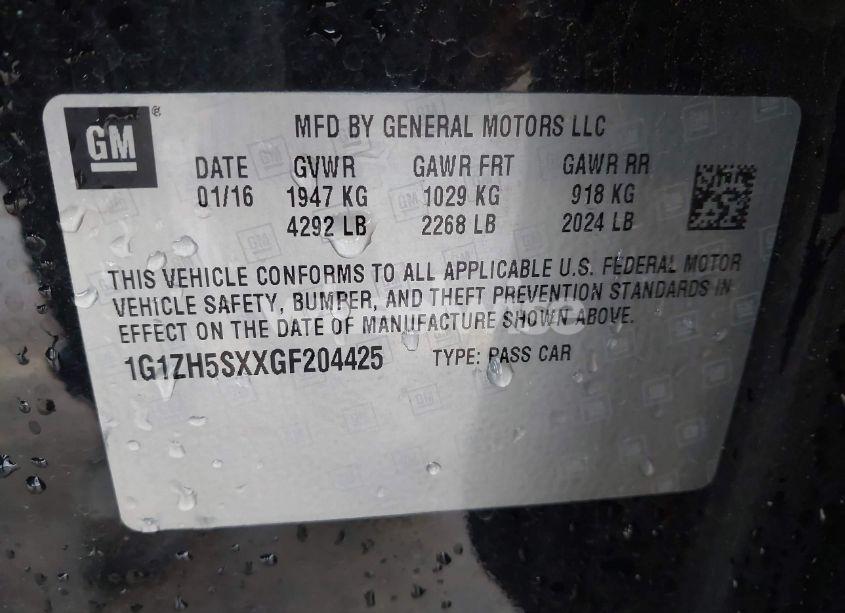 GM ®
MFD BY GENERAL MOTORS LLC
DATE GVWR GAWR FRT GAWR RR
01/16 1947 KG 1029 KG 918 KG
4292 LB 2268 LB 2024 LB
THIS VEHICLE CONFORMS TO ALL APPLICABLE U.S. FEDERAL MOTOR
VEHICLE SAFETY, BUMPER, AND THEFT PREVENTION STANDARDS IN
EFFECT ON THE DATE OF MANUFACTURE SHOWN ABOVE.
1G1ZH5SXXGF204425 TYPE: PASS CAR